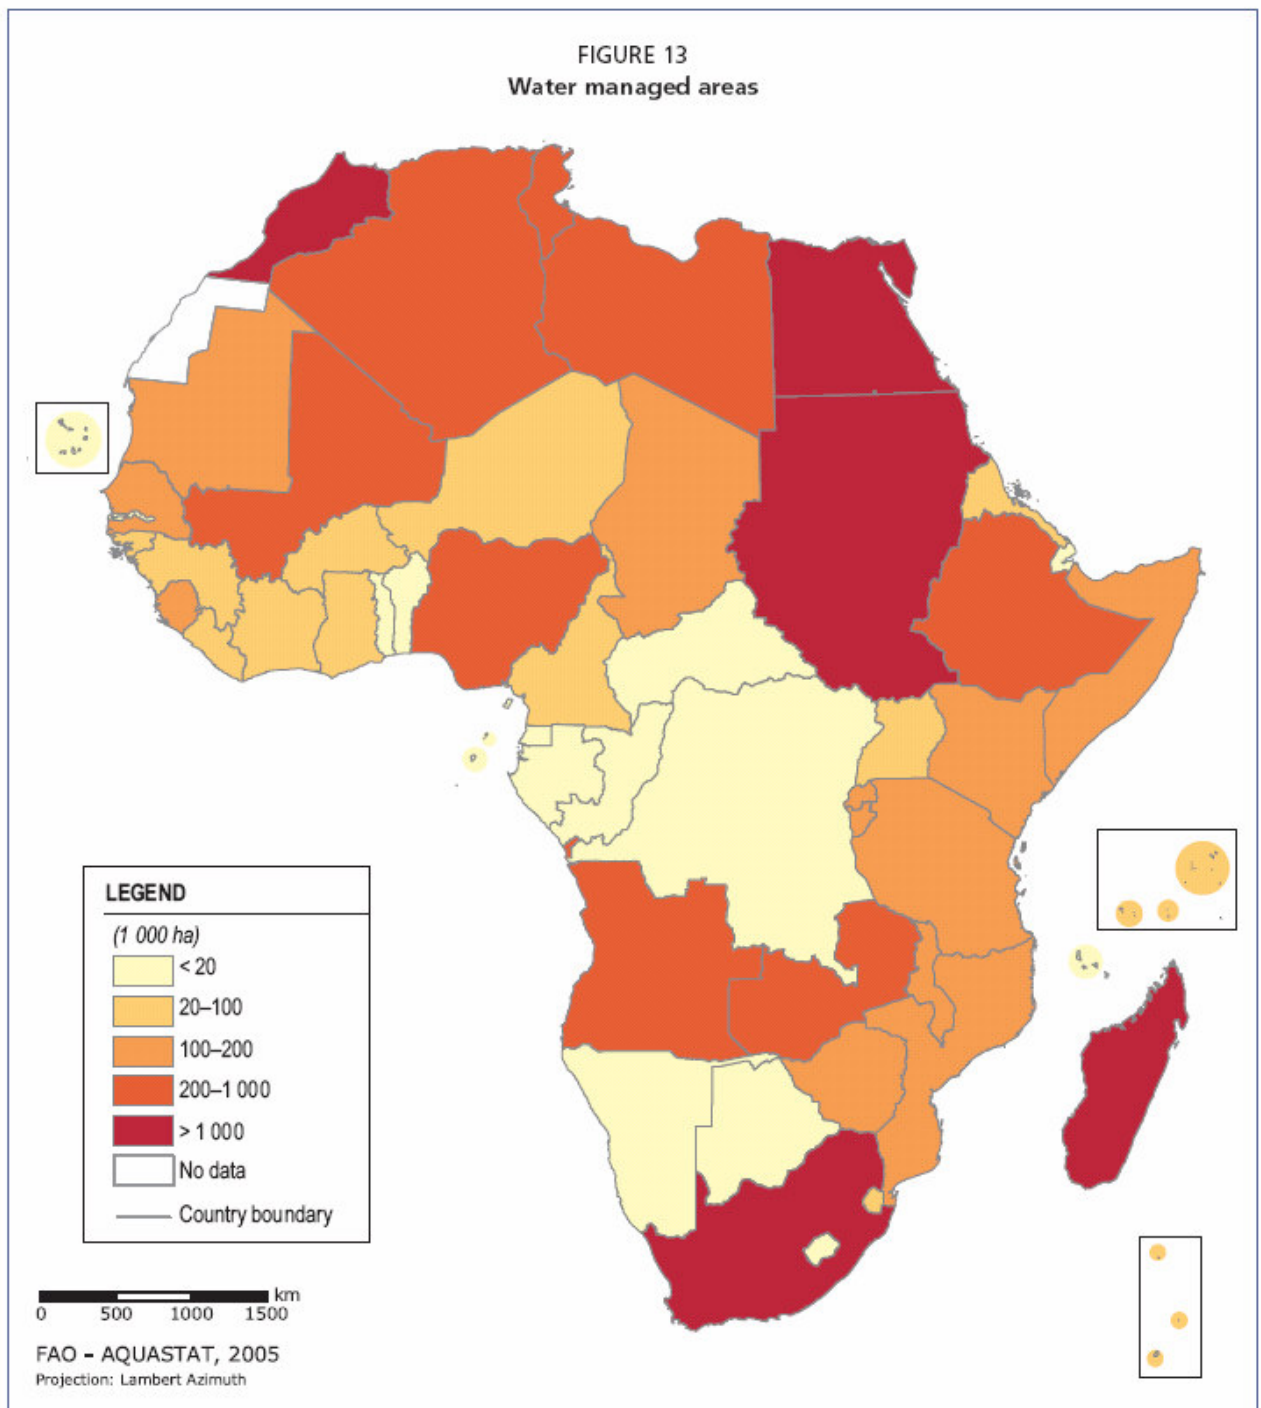 FIGURE 13
Water managed areas
LEGEND
(1 000 ha)
< 20
20–100
100–200
200–1 000
> 1 000
No data
Country boundary
km
0 500 1000 1500
FAO – AQUASTAT, 2005
Projection: Lambert Azimuth